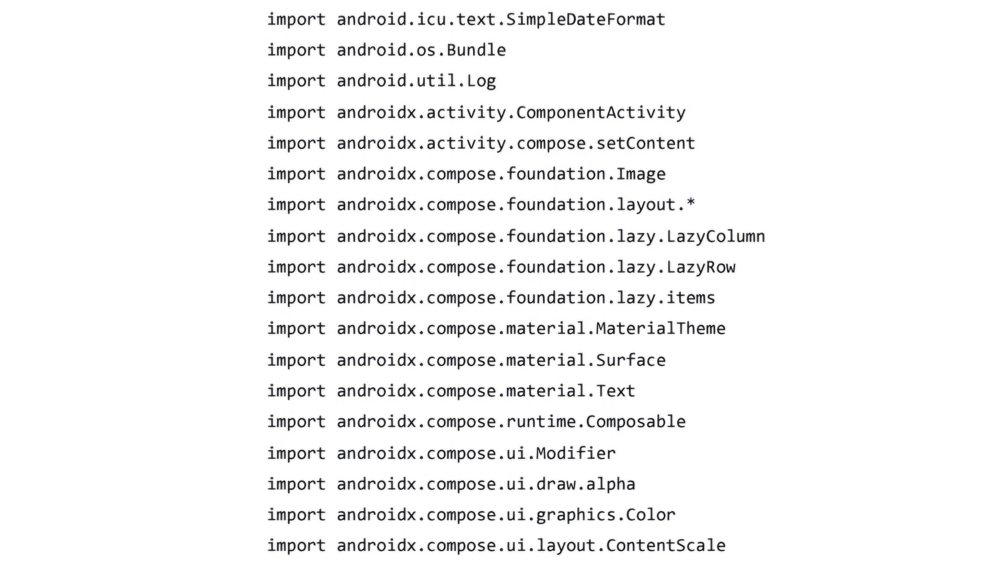 import android.icu.text.SimpleDateFormat
import android.os.Bundle
import android.util.Log
import androidx.activity.ComponentActivity
import androidx.activity.compose.setContent
import androidx.compose.foundation.Image
import androidx.compose.foundation.layout.*
import androidx.compose.foundation.lazy.LazyColumn
import androidx.compose.foundation.lazy.LazyRow
import androidx.compose.foundation.lazy.items
import androidx.compose.material.MaterialTheme
import androidx.compose.material.Surface
import androidx.compose.material.Text
import androidx.compose.runtime.Composable
import androidx.compose.ui.Modifier
import androidx.compose.ui.draw.alpha
import androidx.compose.ui.graphics.Color
import androidx.compose.ui.layout.ContentScale